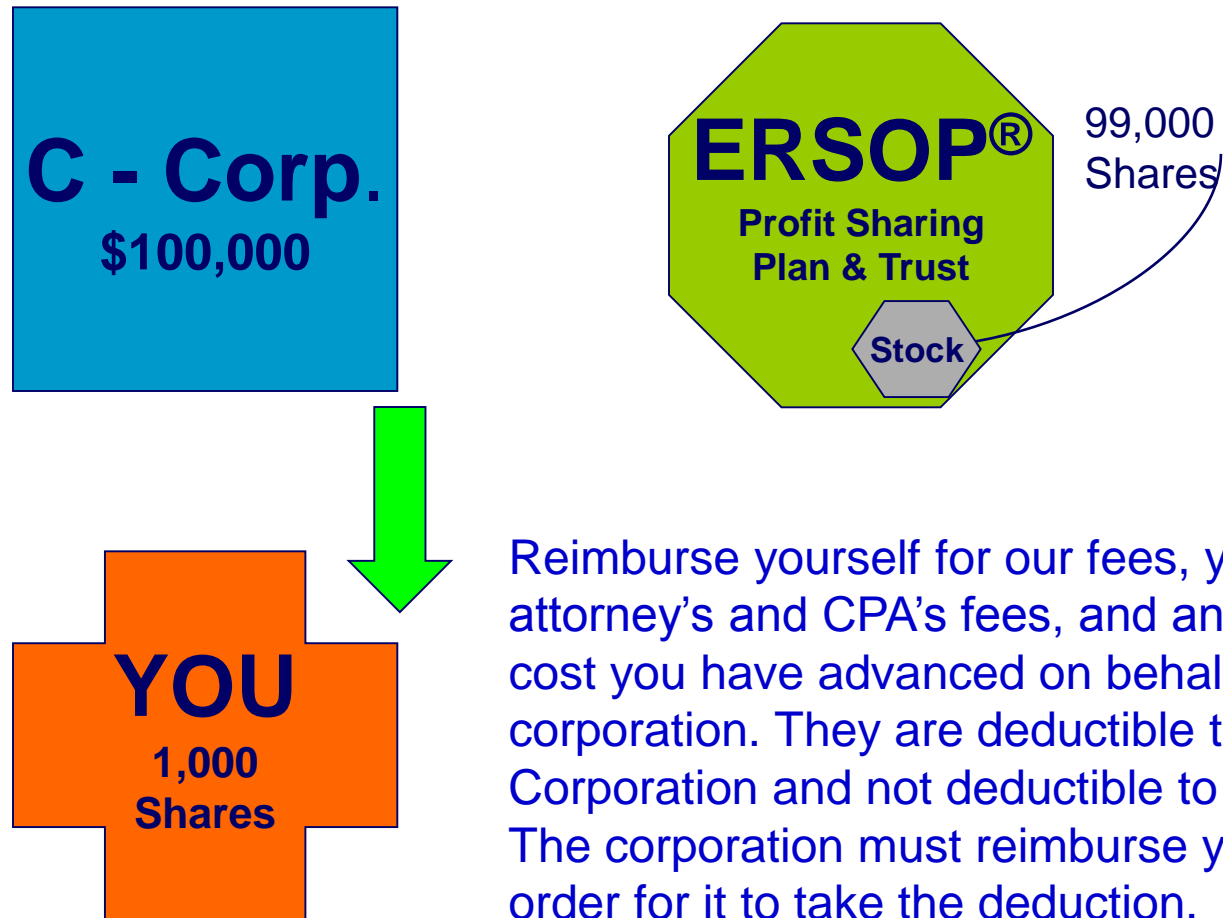 C - Corp.
$100,000
ERSOP®
Profit Sharing
Plan & Trust
Stock
99,000
Shares
YOU
1,000
Shares
Reimburse yourself for our fees,
attorney’s and CPA’s fees, and
cost you have advanced on
corporation. They are deductible
Corporation and not deductible to
The corporation must reimburse
order for it to take the deduction.